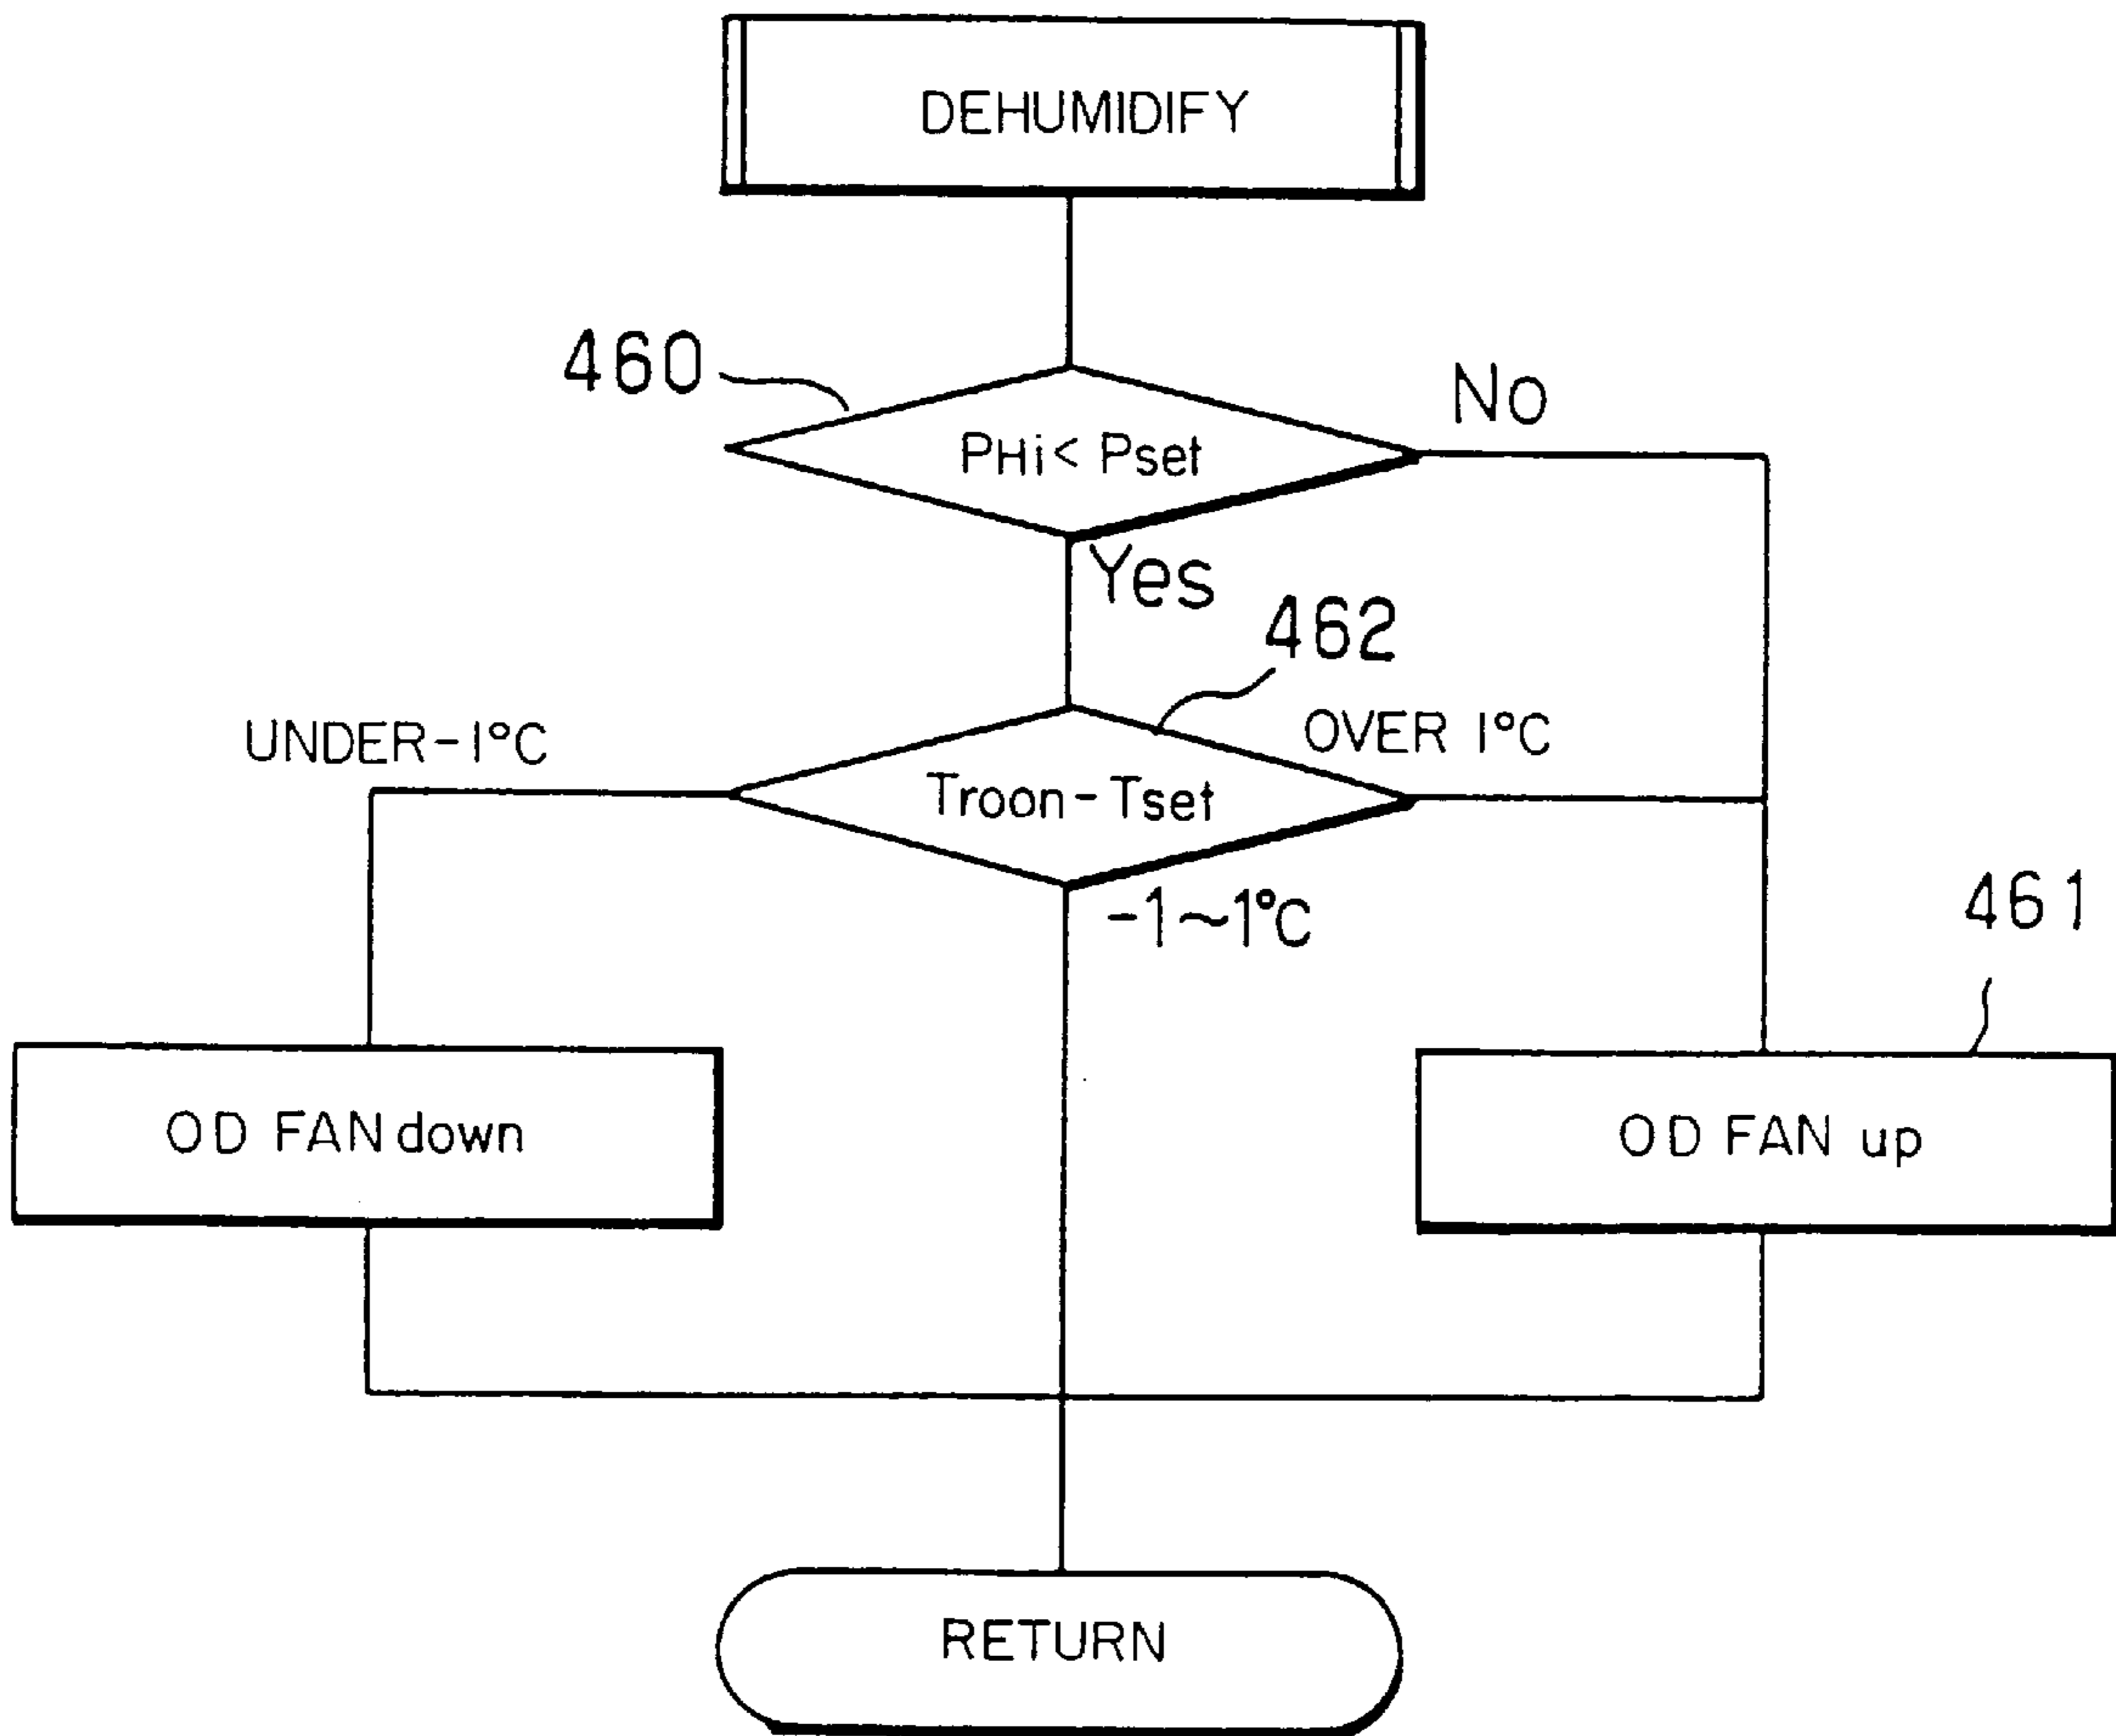 DEHUMIDIFY
460
No
PHi< Pset
Yes
462
UNDER-1°C
OVER 1°C
Troon-Tset
-1~1°C
461
OD FAN down
OD FAN up
RETURN